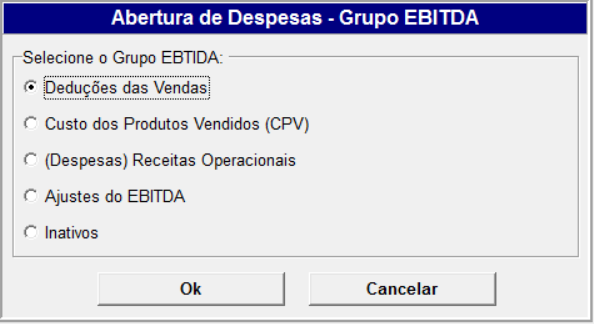 Abertura de Despesas - Grupo EBITDA
Selecione o Grupo EBTIDA:
Deduções das Vendas
Custo dos Produtos Vendidos (CPV)
(Despesas) Receitas Operacionais
Ajustes do EBITDA
Inativos
Ok Cancelar